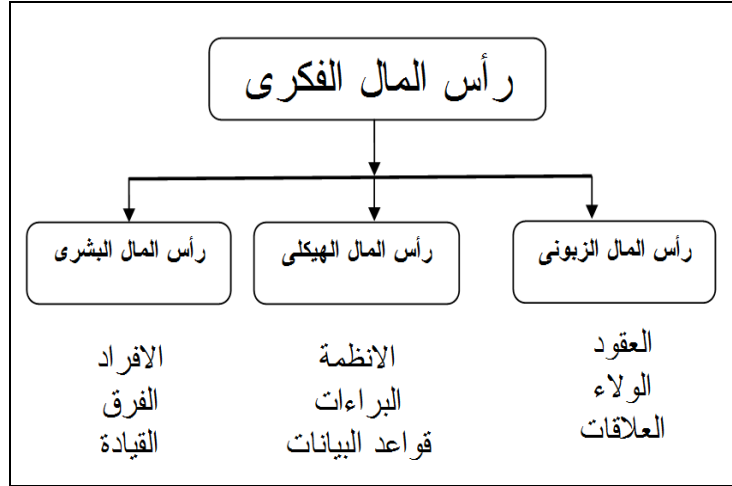 رأس المال الفكرى
رأس المال الزبونى
رأس المال الهيكلى
رأس المال البشرى
العقود
الولاء
العلاقات
الانظمة
البراءات
قواعد البيانات
الافراد
الفرق
القيادة